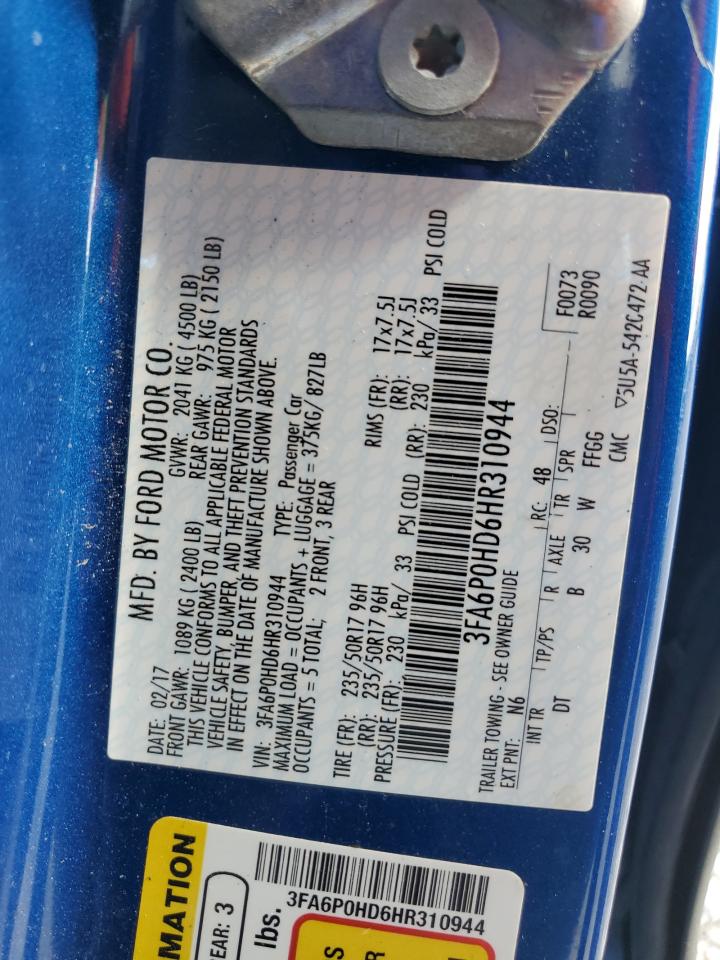 MFD. BY FORD MOTOR CO.
DATE: 02/17 GVWR: 2041 KG ( 4500 LB)
FRONT GAWR: 1089 KG ( 2400 LB) REAR GAWR: 975 KG ( 2150 LB)
THIS VEHICLE CONFORMS TO ALL APPLICABLE FEDERAL MOTOR
VEHICLE SAFETY, BUMPER, AND THEFT PREVENTION STANDARDS
IN EFFECT ON THE DATE OF MANUFACTURE SHOWN ABOVE.
VIN: 3FA6P0HD6HR310944 TYPE: Passenger Car
MAXIMUM LOAD = OCCUPANTS + LUGGAGE = 375KG/ 827LB
OCCUPANTS = 5 TOTAL; 2 FRONT, 3 REAR
TIRE (FR): 235/50R17 96H RIMS (FR): 17x7.5J
(RR): 235/50R17 96H (RR): 17x7.5J
PRESSURE (FR): 230 kPa/ 33 PSI COLD (RR): 230 kPa/ 33 PSI COLD
3FA6P0HD6HR310944
TRAILER TOWING - SEE OWNER GUIDE
EXT PNT: N6 RC: 48 DSO: F0073
R0090
INT TR TP/PS R AXLE TR SPR
DT B 30 W FFGG
CMC ▽5U5A-542C472-AA
MATION
EAR: 3
lbs.
3FA6P0HD6HR310944
S
R